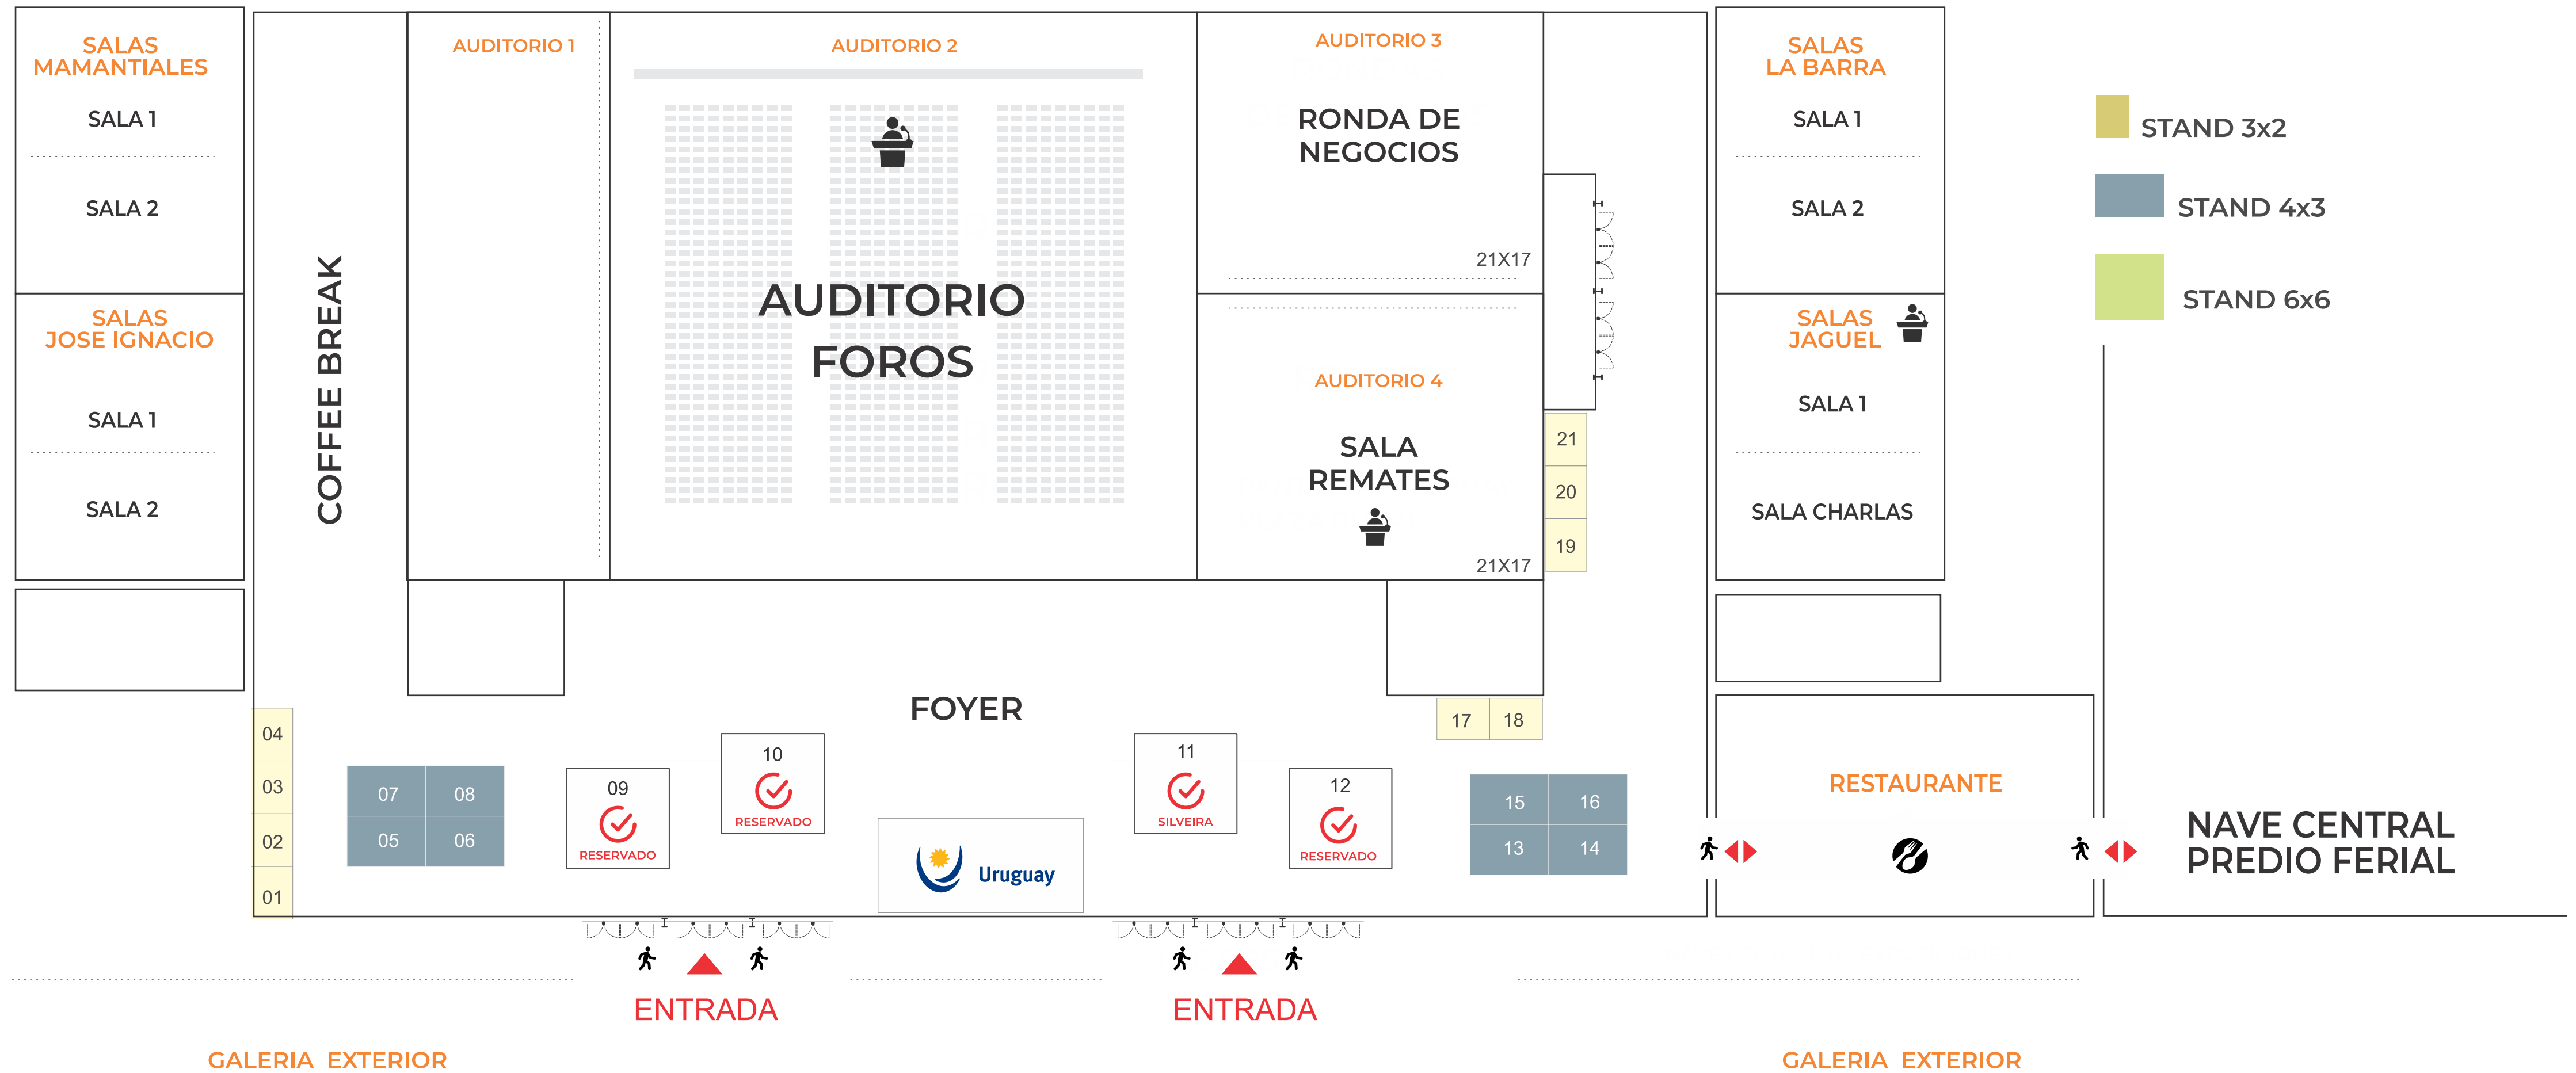 SALAS
MAMANTIALES
SALA 1
SALA 2
SALAS
JOSE IGNACIO
SALA 1
SALA 2
COFFEE BREAK
AUDITORIO 1
AUDITORIO 2
AUDITORIO
FOROS
AUDITORIO 3
RONDA DE
NEGOCIOS
21X17
AUDITORIO 4
SALA
REMATES
21X17
21
20
19
SALAS
LA BARRA
SALA 1
SALA 2
SALAS
JAGUEL
SALA 1
SALA CHARLAS
STAND 3x2
STAND 4x3
STAND 6x6
FOYER
04
03
02
01
07
08
05
06
09
RESERVADO
10
RESERVADO
Uruguay
11
SILVEIRA
12
RESERVADO
17
18
15
16
13
14
RESTAURANTE
NAVE CENTRAL
PREDIO FERIAL
ENTRADA
ENTRADA
GALERIA EXTERIOR
GALERIA EXTERIOR